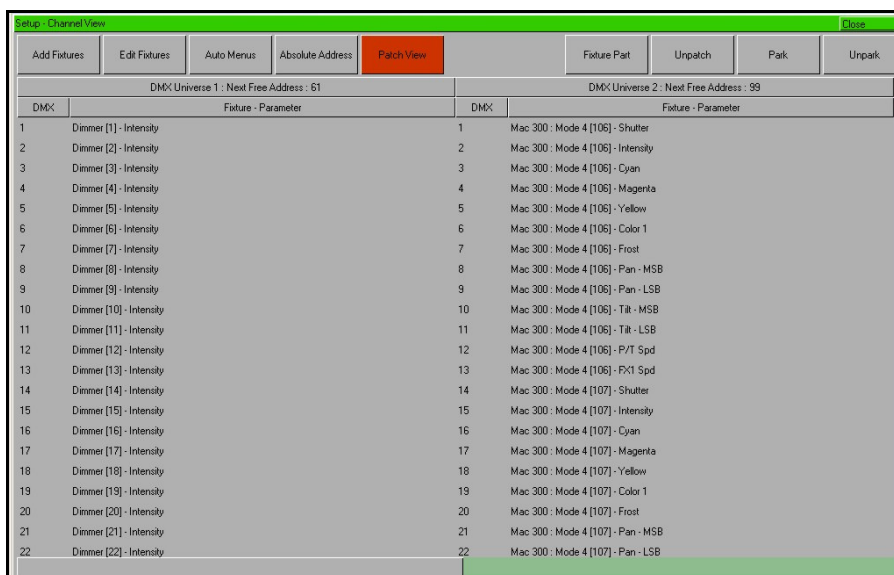 Setup - Channel View Close
Add Fixtures Edit Fixtures Auto Menus Absolute Address Patch View Fixture Part Unpatch Park Unpark
DMX Universe 1 : Next Free Address : 61 DMX Universe 2 : Next Free Address : 99
DMX Fixture - Parameter DMX Fixture - Parameter
1 Dimmer [1] - Intensity 1 Mac 300 : Mode 4 [106] - Shutter
2 Dimmer [2] - Intensity 2 Mac 300 : Mode 4 [106] - Intensity
3 Dimmer [3] - Intensity 3 Mac 300 : Mode 4 [106] - Cyan
4 Dimmer [4] - Intensity 4 Mac 300 : Mode 4 [106] - Magenta
5 Dimmer [5] - Intensity 5 Mac 300 : Mode 4 [106] - Yellow
6 Dimmer [6] - Intensity 6 Mac 300 : Mode 4 [106] - Color 1
7 Dimmer [7] - Intensity 7 Mac 300 : Mode 4 [106] - Frost
8 Dimmer [8] - Intensity 8 Mac 300 : Mode 4 [106] - Pan - MSB
9 Dimmer [9] - Intensity 9 Mac 300 : Mode 4 [106] - Pan - LSB
10 Dimmer [10] - Intensity 10 Mac 300 : Mode 4 [106] - Tilt - MSB
11 Dimmer [11] - Intensity 11 Mac 300 : Mode 4 [106] - Tilt - LSB
12 Dimmer [12] - Intensity 12 Mac 300 : Mode 4 [106] - P/T Spd
13 Dimmer [13] - Intensity 13 Mac 300 : Mode 4 [106] - FX1 Spd
14 Dimmer [14] - Intensity 14 Mac 300 : Mode 4 [107] - Shutter
15 Dimmer [15] - Intensity 15 Mac 300 : Mode 4 [107] - Intensity
16 Dimmer [16] - Intensity 16 Mac 300 : Mode 4 [107] - Cyan
17 Dimmer [17] - Intensity 17 Mac 300 : Mode 4 [107] - Magenta
18 Dimmer [18] - Intensity 18 Mac 300 : Mode 4 [107] - Yellow
19 Dimmer [19] - Intensity 19 Mac 300 : Mode 4 [107] - Color 1
20 Dimmer [20] - Intensity 20 Mac 300 : Mode 4 [107] - Frost
21 Dimmer [21] - Intensity 21 Mac 300 : Mode 4 [107] - Pan - MSB
22 Dimmer [22] - Intensity 22 Mac 300 : Mode 4 [107] - Pan - LSB